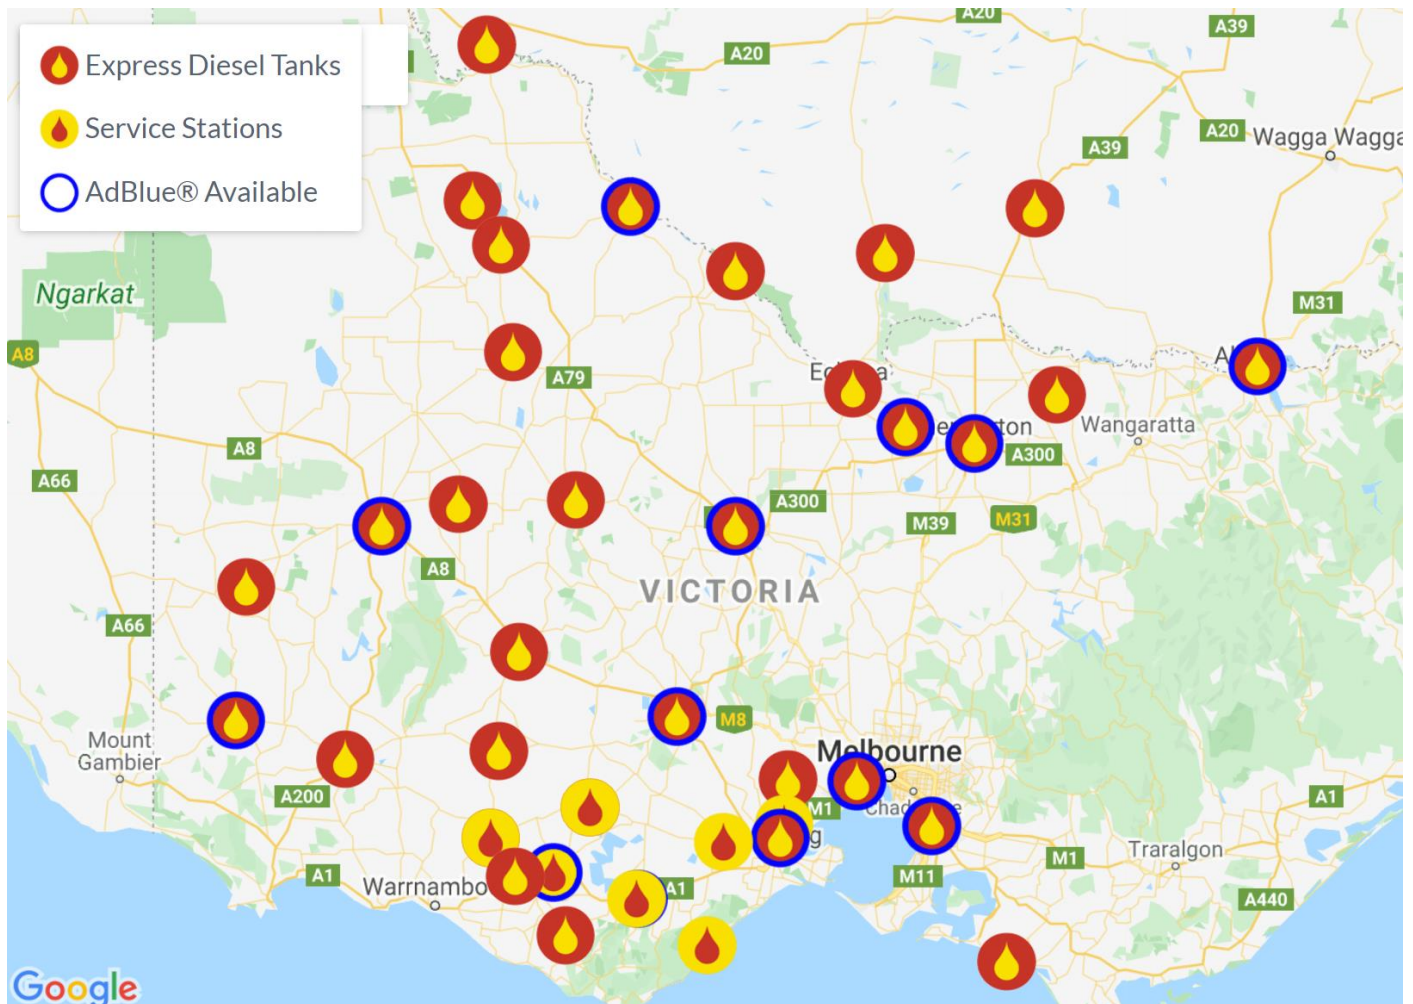 Express Diesel Tanks
Service Stations
AdBlue® Available
A20
A20
A39
A39
A20
Wagga Wagga
Ngarkat
M31
A8
A79
A8
A66
Wangaratta
A300
A300
M39
M31
A8
VICTORIA
A66
M8
Mount
Gambier
Melbourne
A200
M1
A1
M1
Traralgon
A1
M11
A1
A440
Google